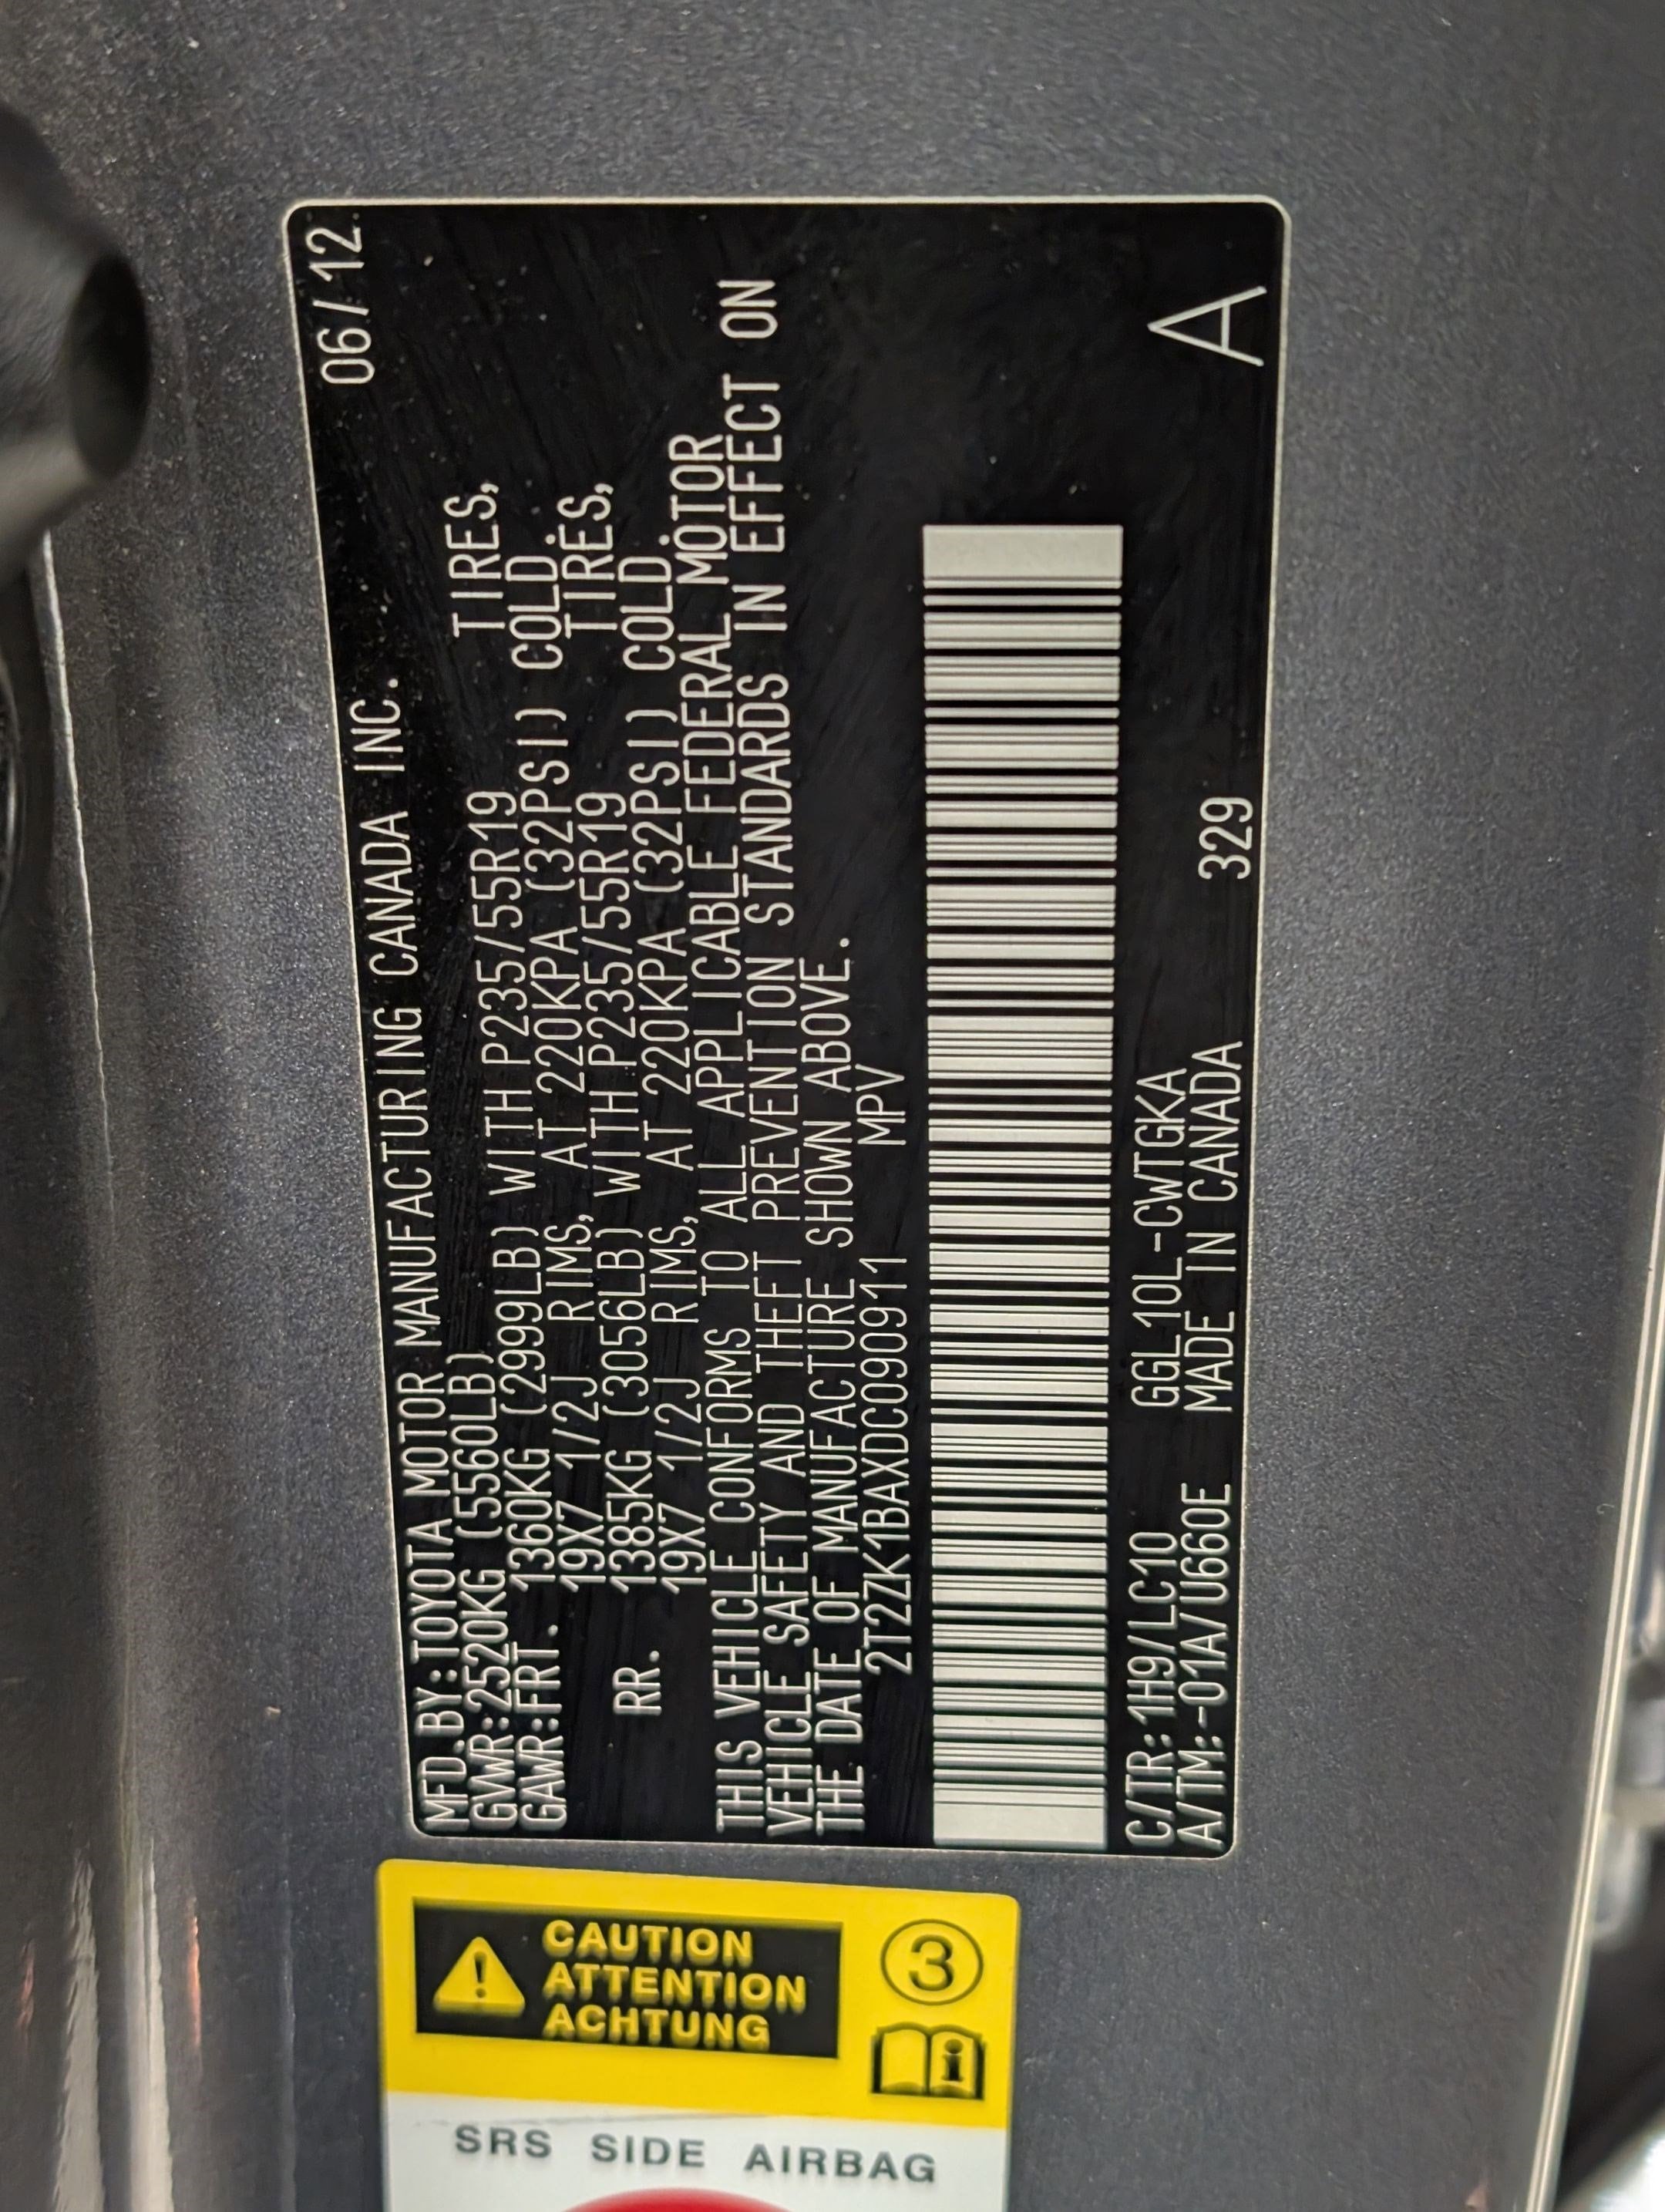 MFD.BY:TOYOTA MOTOR MANUFACTURING CANADA INC. 06/12
GVWR:2520KG (5560LB)
GAWR:FRT. 1360KG (2999LB) WITH P235/55R19 TIRES,
19X7 1/2J RIMS, AT 220KPA (32PSI) COLD.
RR. 1385KG (3056LB) WITH P235/55R19 TIRES,
19X7 1/2J RIMS, AT 220KPA (32PSI) COLD.
THIS VEHICLE CONFORMS TO ALL APPLICABLE FEDERAL MOTOR
VEHICLE SAFETY AND THEFT PREVENTION STANDARDS IN EFFECT ON
THE DATE OF MANUFACTURE SHOWN ABOVE.
2T2ZK1BAXDC090911 MPV
C/TR:1H9/LC10 GGL10L-CWTGKA
A/TM:-01A/U660E MADE IN CANADA 329 A
CAUTION
ATTENTION
ACHTUNG
3
i
SRS SIDE AIRBAG